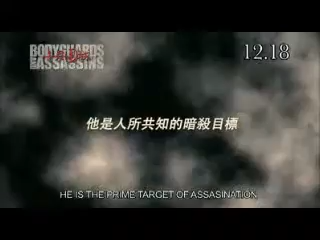 BODYGUARDS
AND ASSASSINS
12.18
他是人所共知的暗殺目標
HE IS THE PRIME TARGET OF ASSASINATION